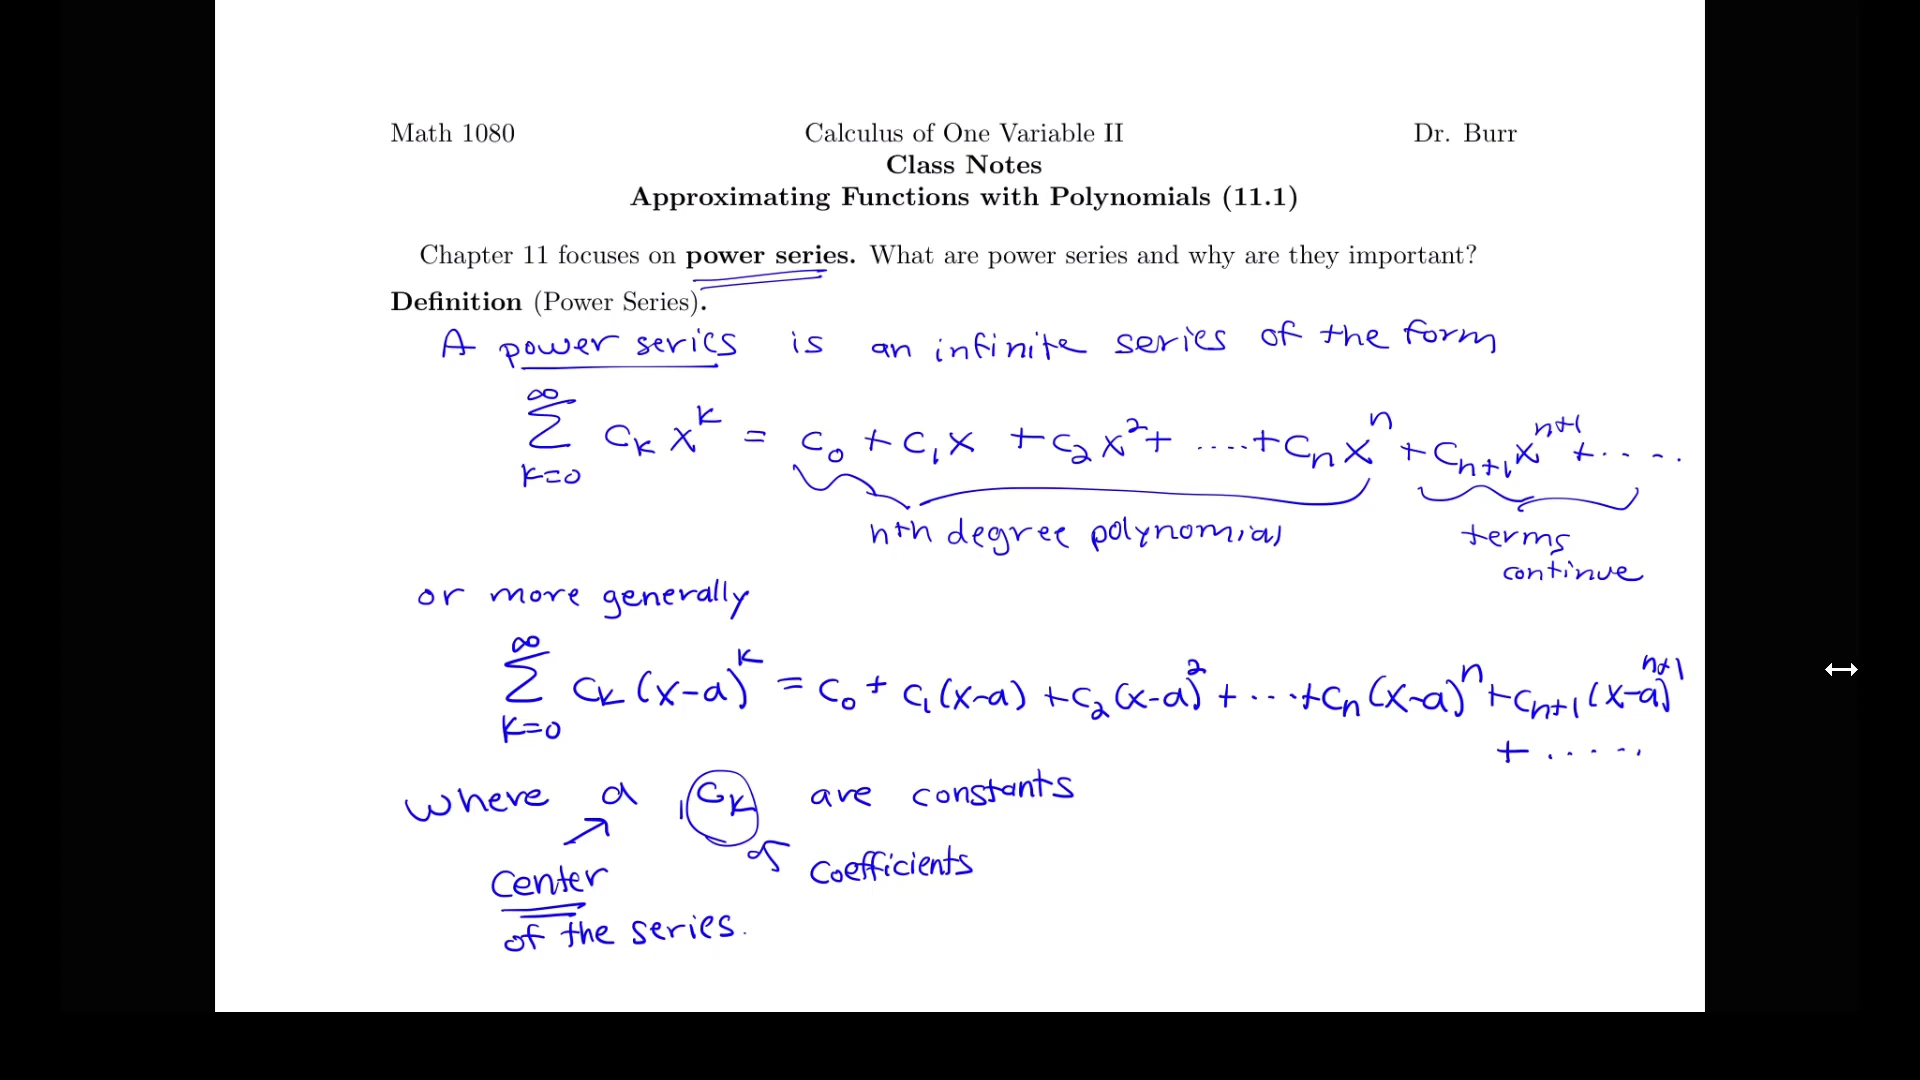 Math 1080 Calculus of One Variable II Dr. Burr
Class Notes
Approximating Functions with Polynomials (11.1)
Chapter 11 focuses on power series. What are power series and why are they important?
Definition (Power Series).
A power series is an infinite series of the form
∞
∑ cₖ xᵏ = c₀ + c₁x + c₂x² + ....+ cₙxⁿ + cₙ₊₁xⁿ⁺¹ + .....
k=0
nth degree polynomial terms
continue
or more generally
∞
∑ cₖ (x-a)ᵏ = c₀ + c₁(x-a) + c₂(x-a)² + ...+ cₙ(x-a)ⁿ + cₙ₊₁(x-a)ⁿ⁺¹
k=0
+ .....
where a, cₖ are constants
coefficients
center
of the series.